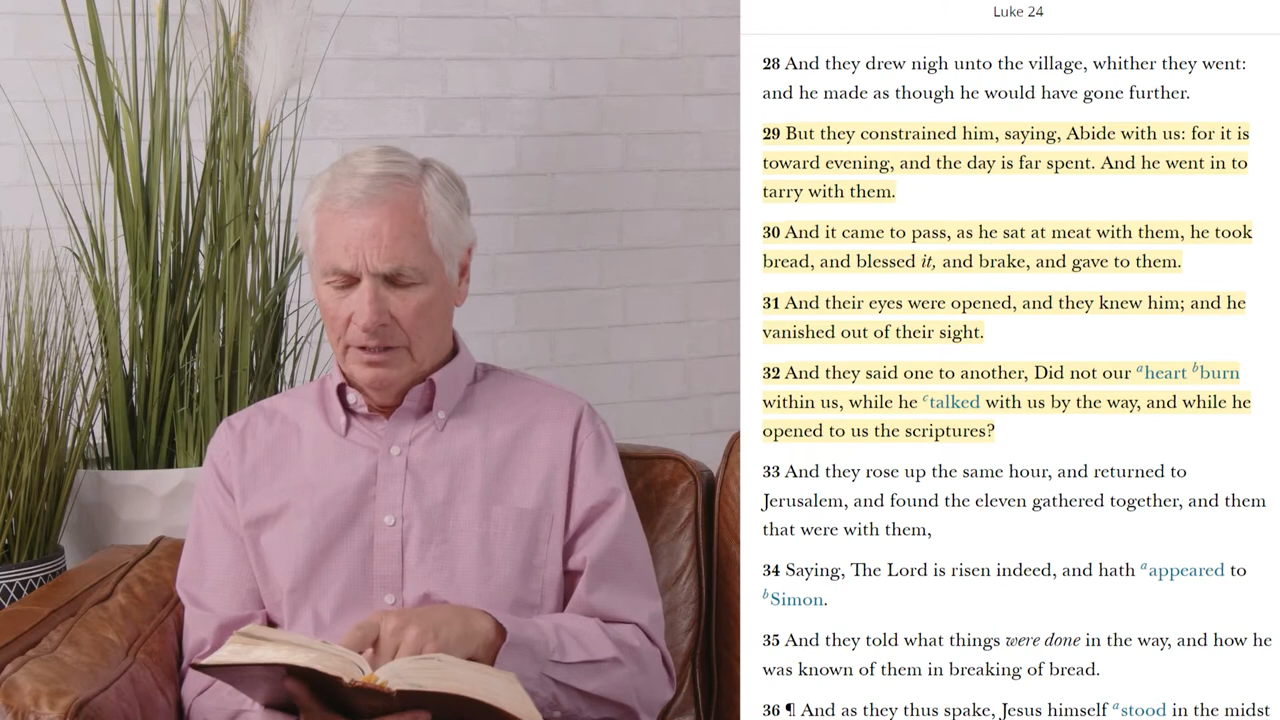 Luke 24
28 And they drew nigh unto the village, whither they went:
and he made as though he would have gone further.
29 But they constrained him, saying, Abide with us: for it is
toward evening, and the day is far spent. And he went in to
tarry with them.
30 And it came to pass, as he sat at meat with them, he took
bread, and blessed it, and brake, and gave to them.
31 And their eyes were opened, and they knew him; and he
vanished out of their sight.
32 And they said one to another, Did not our aheart bburn
within us, while he ctalked with us by the way, and while he
opened to us the scriptures?
33 And they rose up the same hour, and returned to
Jerusalem, and found the eleven gathered together, and them
that were with them,
34 Saying, The Lord is risen indeed, and hath aappeared to
bSimon.
35 And they told what things were done in the way, and how he
was known of them in breaking of bread.
36 ¶ And as they thus spake, Jesus himself astood in the midst